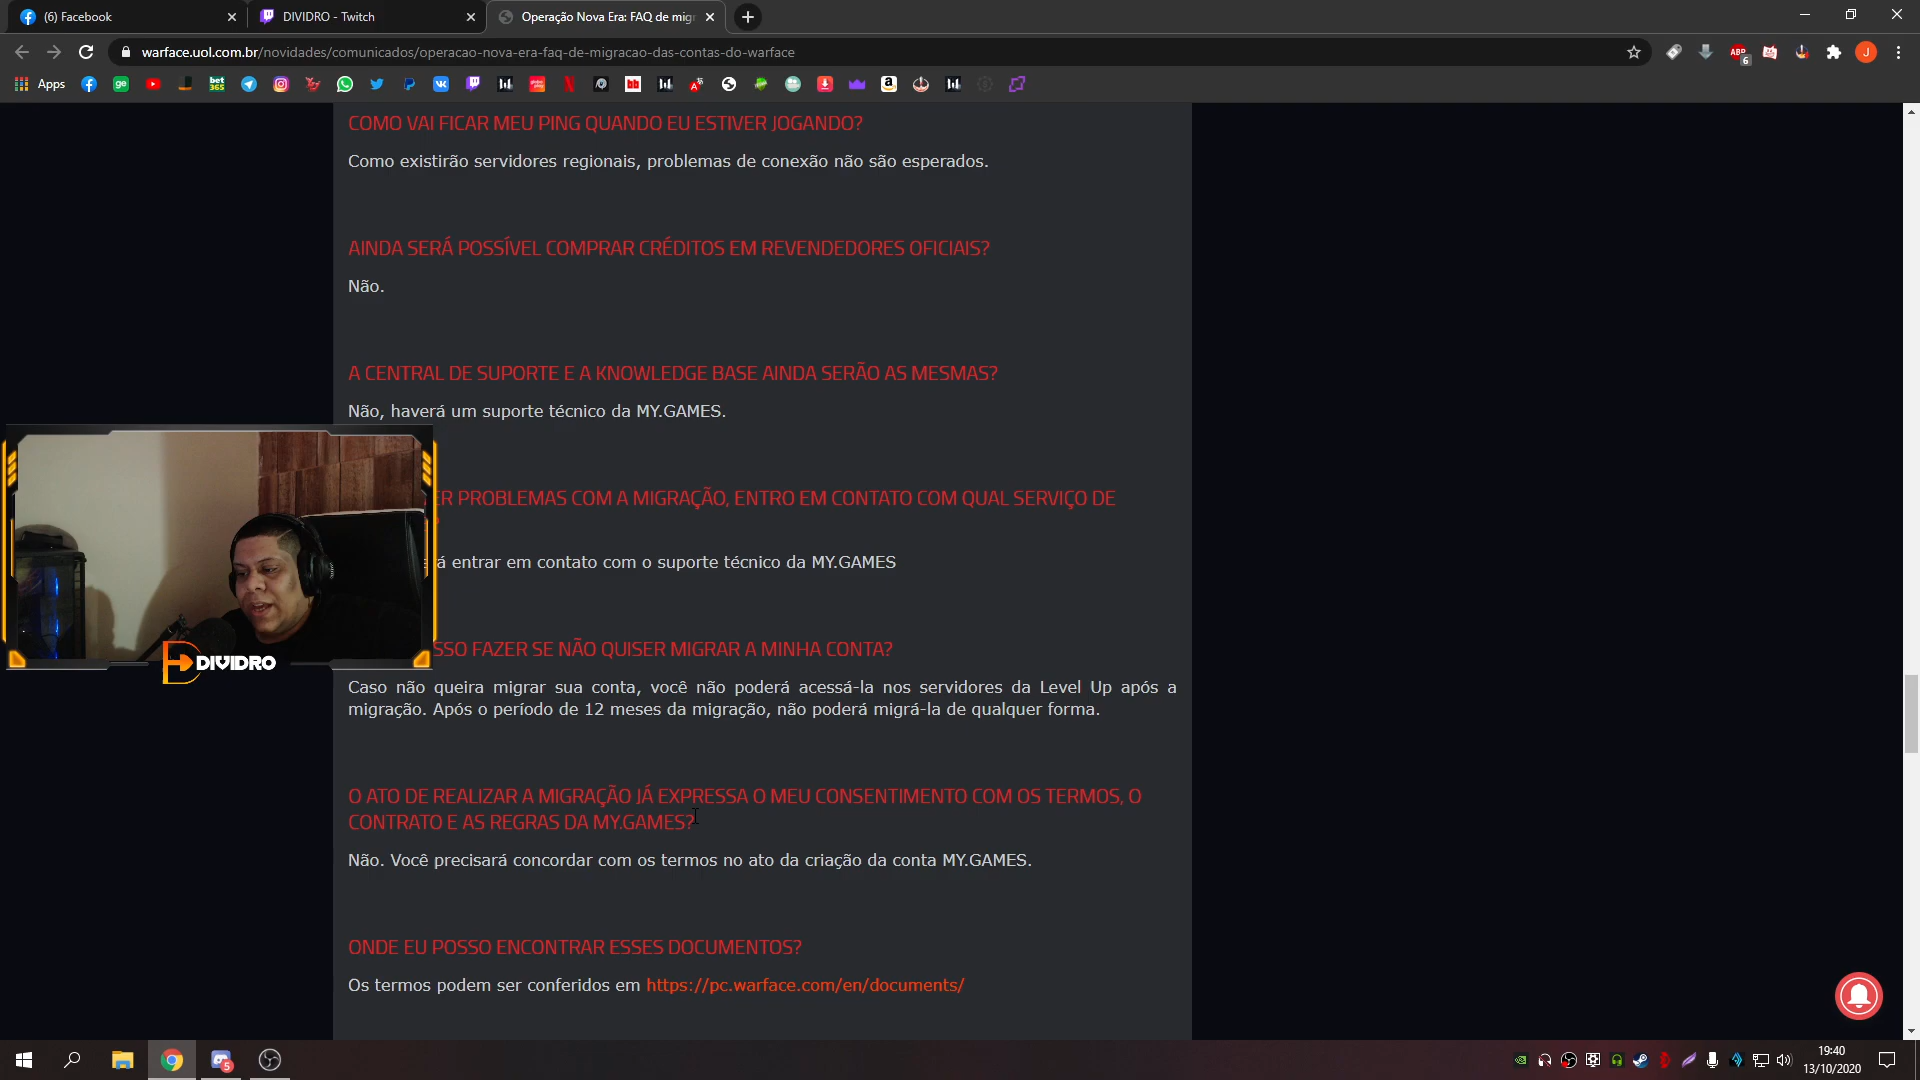 (6) Facebook
DIVIDRO - Twitch
Operação Nova Era: FAQ de migr
warface.uol.com.br/novidades/comunicados/operacao-nova-era-faq-de-migracao-das-contas-do-warface
Apps
COMO VAI FICAR MEU PING QUANDO EU ESTIVER JOGANDO?
Como existirão servidores regionais, problemas de conexão não são esperados.
AINDA SERÁ POSSÍVEL COMPRAR CRÉDITOS EM REVENDEDORES OFICIAIS?
Não.
A CENTRAL DE SUPORTE E A KNOWLEDGE BASE AINDA SERÃO AS MESMAS?
Não, haverá um suporte técnico da MY.GAMES.
ER PROBLEMAS COM A MIGRAÇÃO, ENTRO EM CONTATO COM QUAL SERVIÇO DE
á entrar em contato com o suporte técnico da MY.GAMES
SSO FAZER SE NÃO QUISER MIGRAR A MINHA CONTA?
DIVIDRO
Caso não queira migrar sua conta, você não poderá acessá-la nos servidores da Level Up após a
migração. Após o período de 12 meses da migração, não poderá migrá-la de qualquer forma.
O ATO DE REALIZAR A MIGRAÇÃO JÁ EXPRESSA O MEU CONSENTIMENTO COM OS TERMOS, O
CONTRATO E AS REGRAS DA MY.GAMES?
Não. Você precisará concordar com os termos no ato da criação da conta MY.GAMES.
ONDE EU POSSO ENCONTRAR ESSES DOCUMENTOS?
Os termos podem ser conferidos em https://pc.warface.com/en/documents/
19:40
13/10/2020